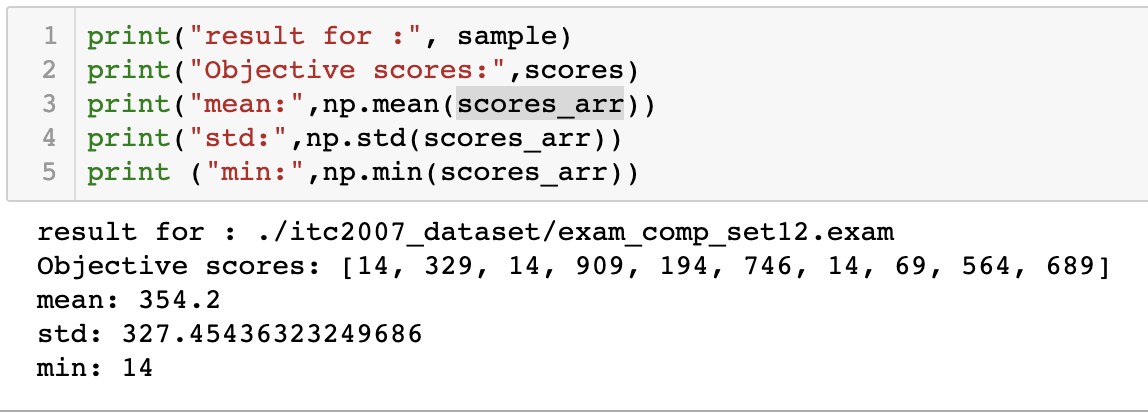 1 print("result for :", sample)
2 print("Objective scores:",scores)
3 print("mean:",np.mean(scores_arr))
4 print("std:",np.std(scores_arr))
5 print ("min:",np.min(scores_arr))
result for : ./itc2007_dataset/exam_comp_set12.exam
Objective scores: [14, 329, 14, 909, 194, 746, 14, 69, 564, 689]
mean: 354.2
std: 327.45436323249686
min: 14